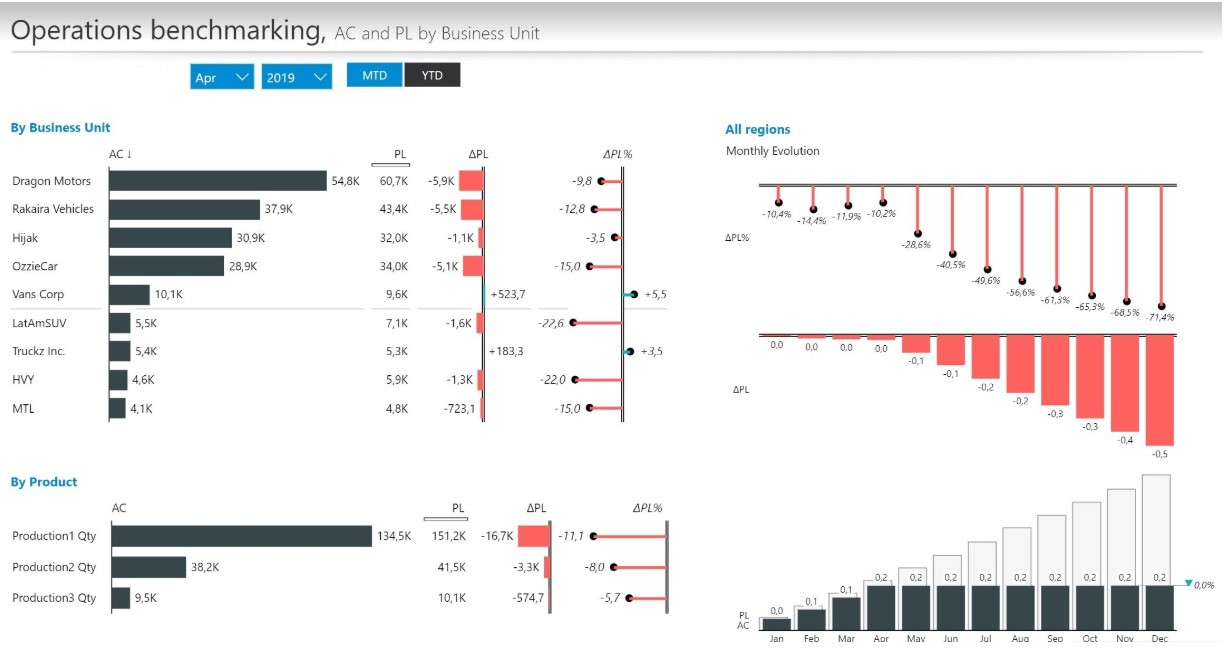 Operations benchmarking, AC and PL by Business Unit
Apr 2019 MTD YTD
By Business Unit
AC ↓ PL ΔPL ΔPL%
Dragon Motors 54,8K 60,7K -5,9K -9,8
Rakaira Vehicles 37,9K 43,4K -5,5K -12,8
Hijak 30,9K 32,0K -1,1K -3,5
OzzieCar 28,9K 34,0K -5,1K -15,0
Vans Corp 10,1K 9,6K +523,7 +5,5
LatAmSUV 5,5K 7,1K -1,6K -22,6
Truckz Inc. 5,4K 5,3K +183,3 +3,5
HVY 4,6K 5,9K -1,3K -22,0
MTL 4,1K 4,8K -723,1 -15,0
By Product
AC PL ΔPL ΔPL%
Production1 Qty 134,5K 151,2K -16,7K -11,1
Production2 Qty 38,2K 41,5K -3,3K -8,0
Production3 Qty 9,5K 10,1K -574,7 -5,7
All regions
Monthly Evolution
ΔPL%
-10,4% -14,4% -11,9% -10,2% -28,6% -40,5% -49,6% -56,6% -61,3% -65,3% -68,5% -71,4%
ΔPL
0,0 0,0 0,0 0,0 -0,1 -0,1 -0,2 -0,2 -0,3 -0,3 -0,4 -0,5
0,0 0,1 0,1 0,2 0,2 0,2 0,2 0,2 0,2 0,2 0,2 0,2 0,0%
PL
AC
Jan Feb Mar Apr May Jun Jul Aug Sep Oct Nov Dec